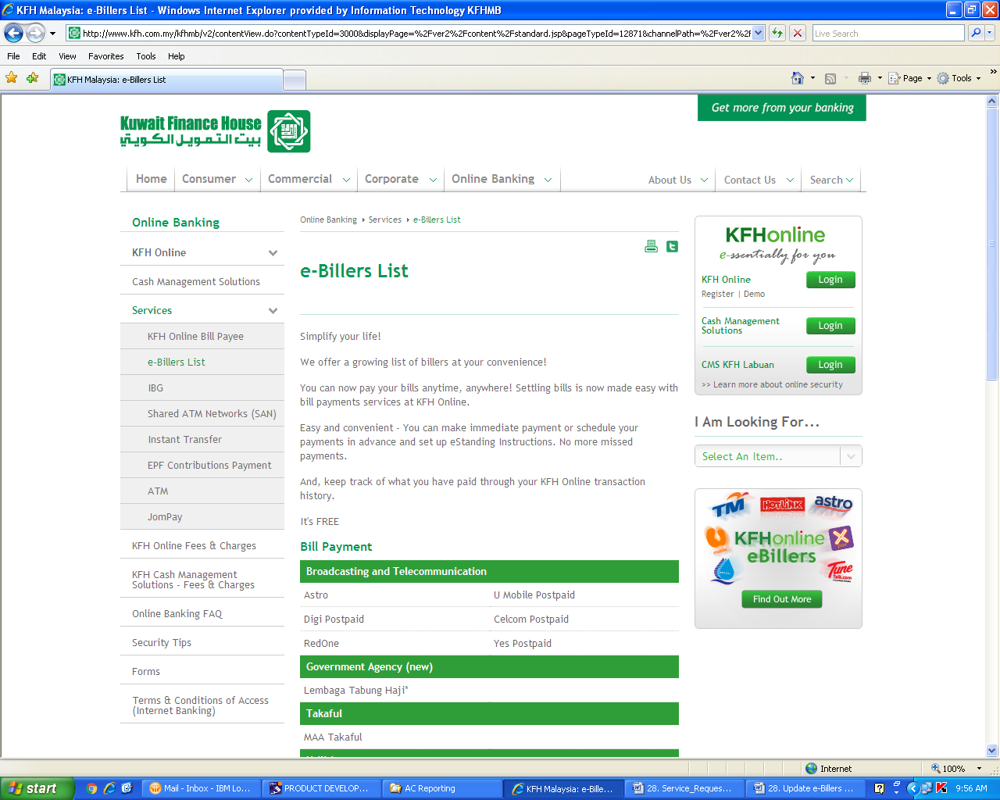 KFH Malaysia: e-Billers List - Windows Internet Explorer provided by Information Technology KFHMB
http://www.kfh.com.my/kfhmb/v2/contentView.do?contentTypeId=3000&displayPage=%2Fver2%2Fcontent%2Fstandard.jsp&pageTypeId=12871&channelPath=%2Fver2%2F
Live Search
File Edit View Favorites Tools Help
KFH Malaysia: e-Billers List
Page Tools
Get more from your banking
Kuwait Finance House
بيت التمويل الكويتي
Home Consumer Commercial Corporate Online Banking About Us Contact Us Search
Online Banking
KFH Online
Cash Management Solutions
Services
KFH Online Bill Payee
e-Billers List
IBG
Shared ATM Networks (SAN)
Instant Transfer
EPF Contributions Payment
ATM
JomPay
KFH Online Fees & Charges
KFH Cash Management
Solutions - Fees & Charges
Online Banking FAQ
Security Tips
Forms
Terms & Conditions of Access
(Internet Banking)
Online Banking Services e-Billers List
e-Billers List
Simplify your life!
We offer a growing list of billers at your convenience!
You can now pay your bills anytime, anywhere! Settling bills is now made easy with
bill payments services at KFH Online.
Easy and convenient - You can make immediate payment or schedule your
payments in advance and set up eStanding Instructions. No more missed
payments.
And, keep track of what you have paid through your KFH Online transaction
history.
It's FREE
Bill Payment
Broadcasting and Telecommunication
Astro U Mobile Postpaid
Digi Postpaid Celcom Postpaid
RedOne Yes Postpaid
Government Agency (new)
Lembaga Tabung Haji*
Takaful
MAA Takaful
KFHonline
e-ssentially for you
KFH Online Login
Register | Demo
Cash Management
Solutions
Login
CMS KFH Labuan Login
>> Learn more about online security
I Am Looking For...
Select An Item..
TM HOTLINK astro
U mobile KFHonline
eBillers
Tune
Talk.com
Find Out More
Internet 100%
start Mail - Inbox - IBM Lo... PRODUCT DEVELOP... AC Reporting KFH Malaysia: e-Bille... 28. Service_Reques... 28. Update e-Billers ... 9:56 AM